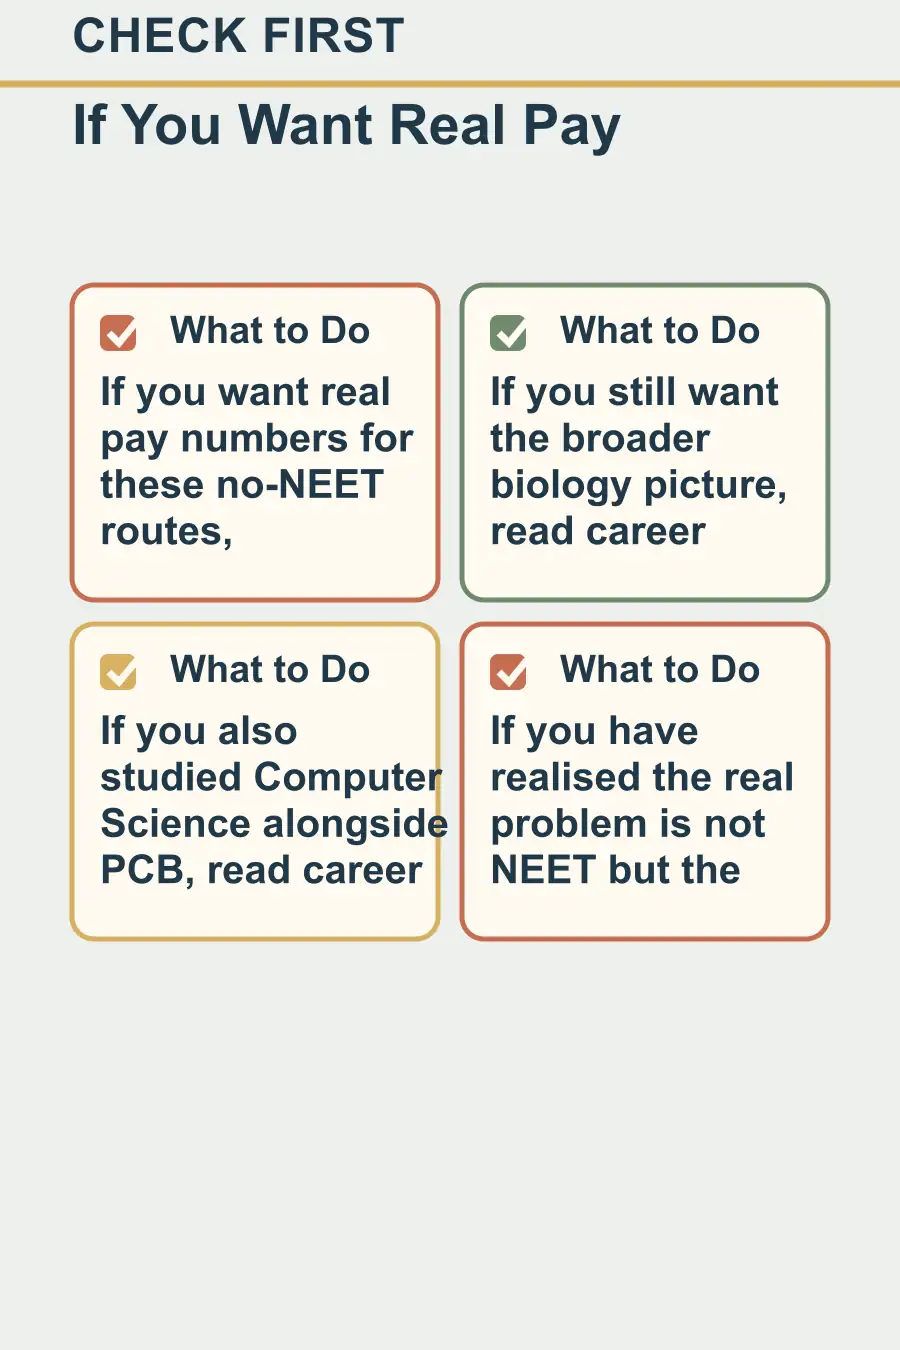 CHECK FIRST
If You Want Real Pay
What to Do
If you want real
pay numbers for
these no-NEET
routes,
What to Do
If you still want
the broader
biology picture,
read career
What to Do
If you also
studied Computer
Science alongside
PCB, read career
What to Do
If you have
realised the real
problem is not
NEET but the